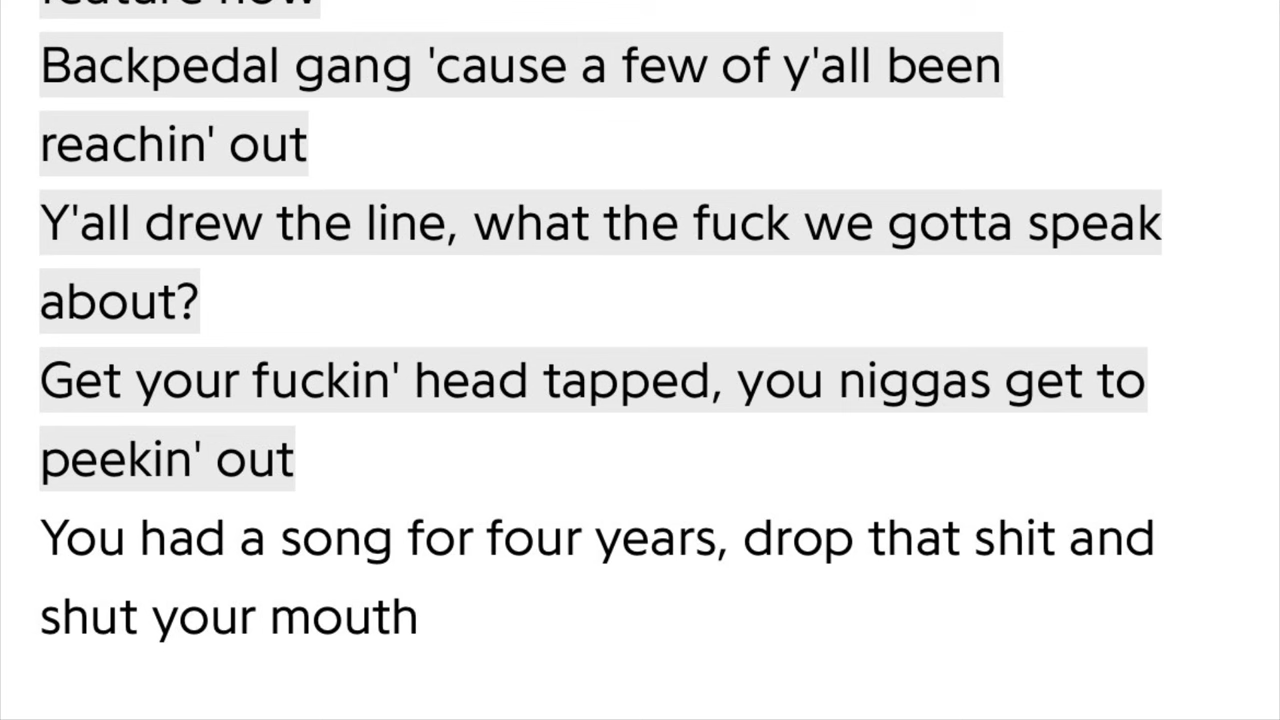 feature now
Backpedal gang 'cause a few of y'all been
reachin' out
Y'all drew the line, what the fuck we gotta speak
about?
Get your fuckin' head tapped, you niggas get to
peekin' out
You had a song for four years, drop that shit and
shut your mouth